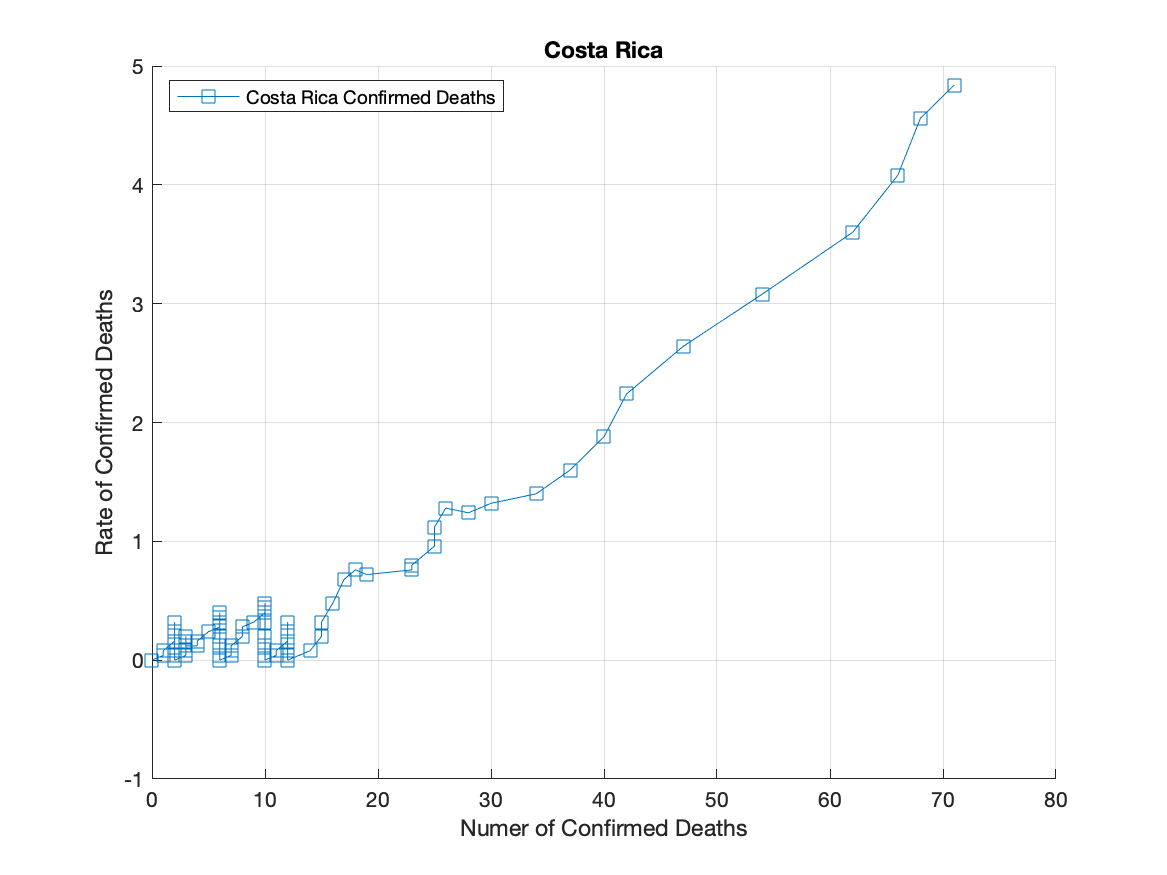 Costa Rica
Costa Rica Confirmed Deaths
Rate of Confirmed Deaths
5
4
3
2
1
0
-1
0 10 20 30 40 50 60 70 80
Numer of Confirmed Deaths